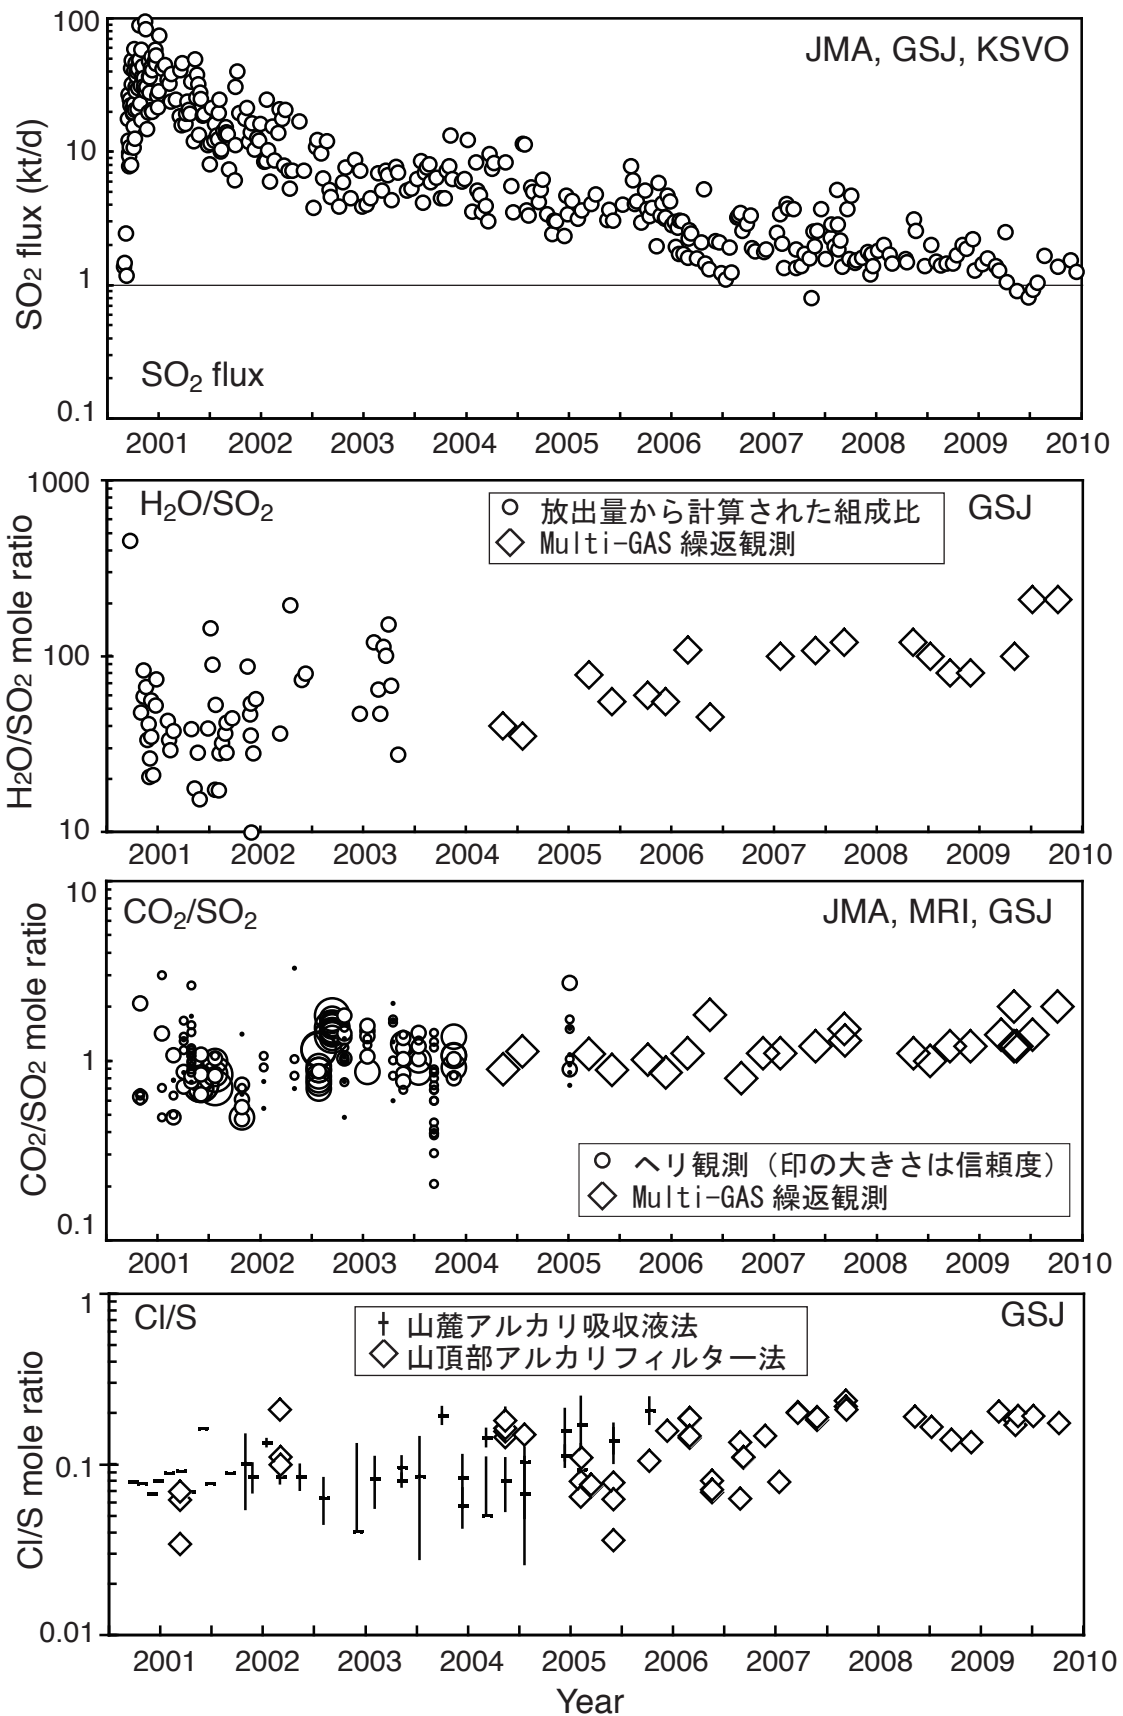 100
JMA, GSJ, KSVO
10
1
SO2 flux (kt/d)
SO2 flux
0.1
2001 2002 2003 2004 2005 2006 2007 2008 2009 2010
1000
H2O/SO2
○ 放出量から計算された組成比
◇ Multi-GAS 繰返観測
GSJ
H2O/SO2 mole ratio
100
10
2001 2002 2003 2004 2005 2006 2007 2008 2009 2010
10
CO2/SO2
JMA, MRI, GSJ
CO2/SO2 mole ratio
1
○ ヘリ観測（印の大きさは信頼度）
◇ Multi-GAS 繰返観測
0.1
2001 2002 2003 2004 2005 2006 2007 2008 2009 2010
1
Cl/S
山麓アルカリ吸収液法
◇ 山頂部アルカリフィルター法
GSJ
Cl/S mole ratio
0.1
0.01
2001 2002 2003 2004 2005 2006 2007 2008 2009 2010
Year